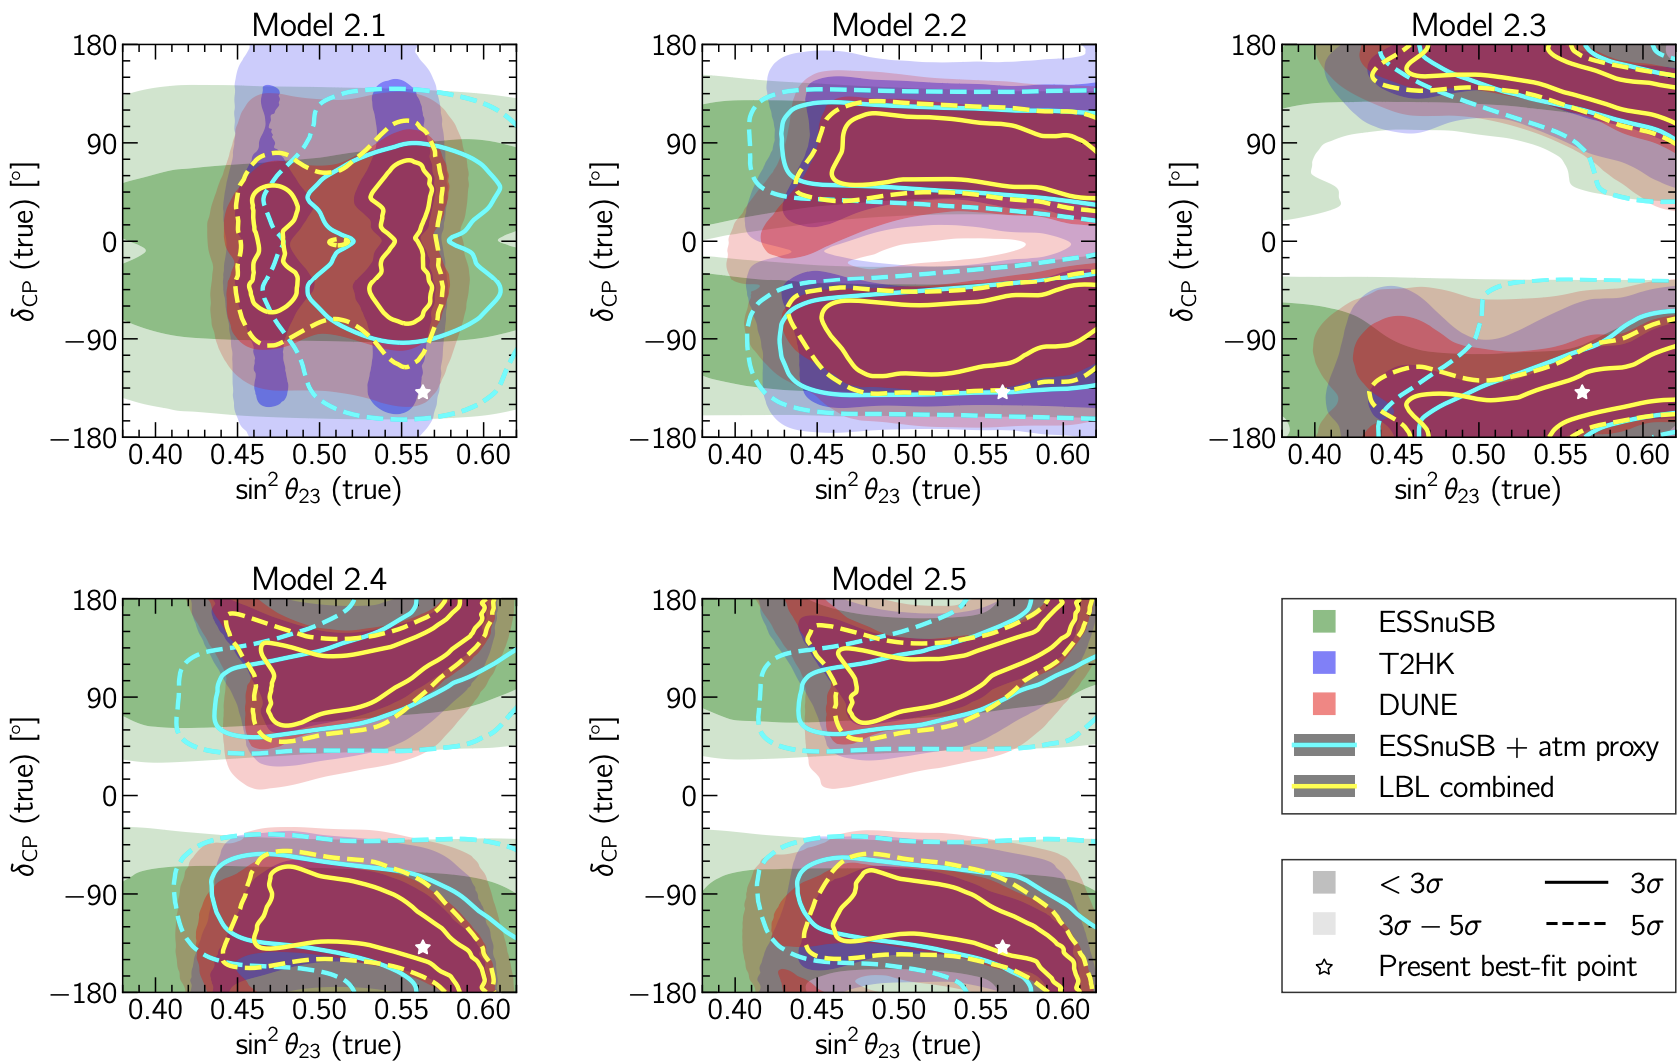 Model 2.1
Model 2.2
Model 2.3
180
90
0
−90
−180
δCP (true) [°]
0.40 0.45 0.50 0.55 0.60
sin² θ23 (true)
180
90
0
−90
−180
δCP (true) [°]
0.40 0.45 0.50 0.55 0.60
sin² θ23 (true)
180
90
0
−90
−180
δCP (true) [°]
0.40 0.45 0.50 0.55 0.60
sin² θ23 (true)
Model 2.4
Model 2.5
180
90
0
−90
−180
δCP (true) [°]
0.40 0.45 0.50 0.55 0.60
sin² θ23 (true)
180
90
0
−90
−180
δCP (true) [°]
0.40 0.45 0.50 0.55 0.60
sin² θ23 (true)
ESSnuSB
T2HK
DUNE
ESSnuSB + atm proxy
LBL combined
< 3σ 3σ
3σ − 5σ 5σ
Present best-fit point